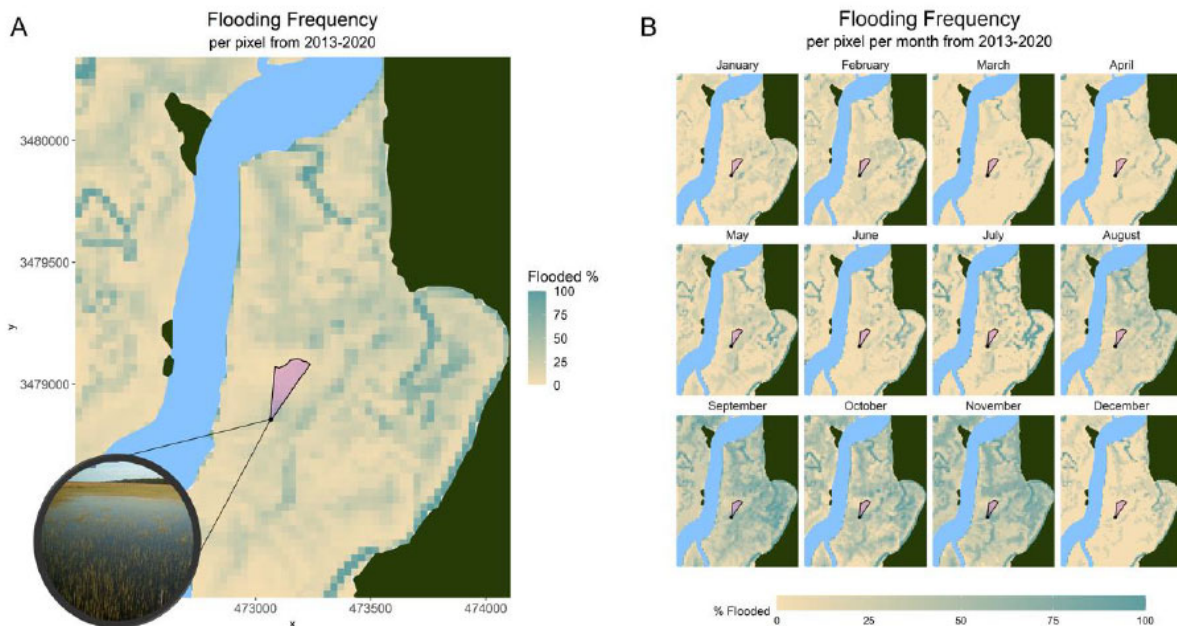 A
Flooding Frequency
per pixel from 2013-2020
3480000
3479500
3479000
y
473000
473500
474000
x
Flooded %
100
75
50
25
0
B
Flooding Frequency
per pixel per month from 2013-2020
January
February
March
April
May
June
July
August
September
October
November
December
% Flooded
0
25
50
75
100